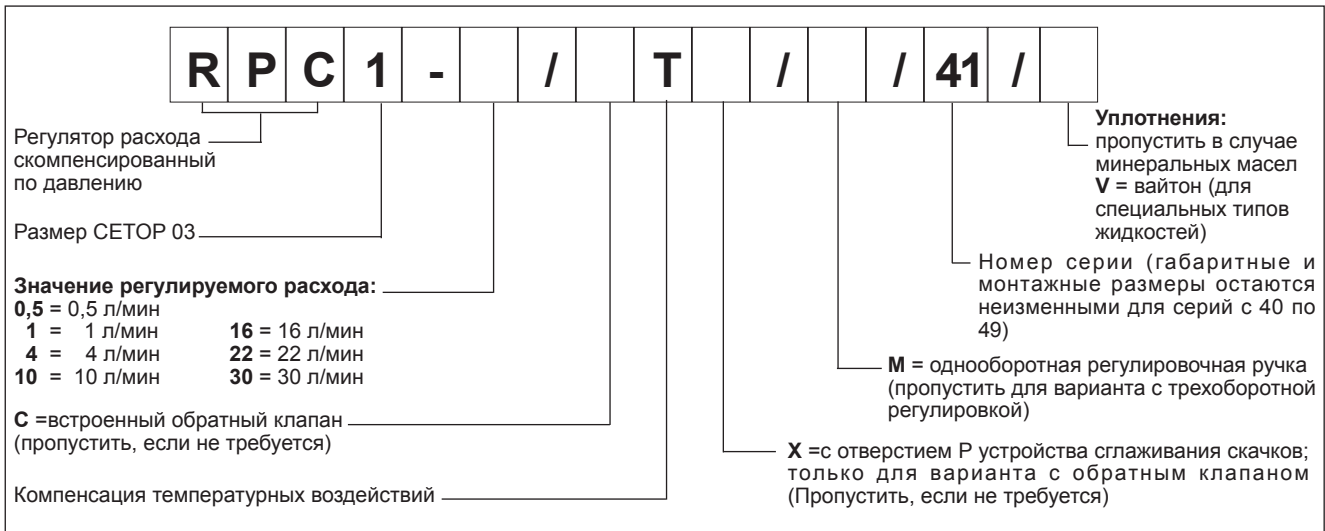 R P C 1 - / T / / 41 /
Регулятор расхода
скомпенсированный
по давлению
Размер CETOP 03
Значение регулируемого расхода:
0,5 = 0,5 л/мин
1 = 1 л/мин 16 = 16 л/мин
4 = 4 л/мин 22 = 22 л/мин
10 = 10 л/мин 30 = 30 л/мин
С =встроенный обратный клапан
(пропустить, если не требуется)
Компенсация температурных воздействий
Уплотнения:
пропустить в случае
минеральных масел
V = вайтон (для
специальных типов
жидкостей)
Номер серии (габаритные и
монтажные размеры остаются
неизменными для серий с 40 по
49)
М = однооборотная регулировочная ручка
(пропустить для варианта с трехоборотной
регулировкой)
X =с отверстием Р устройства сглаживания скачков;
только для варианта с обратным клапаном
(Пропустить, если не требуется)